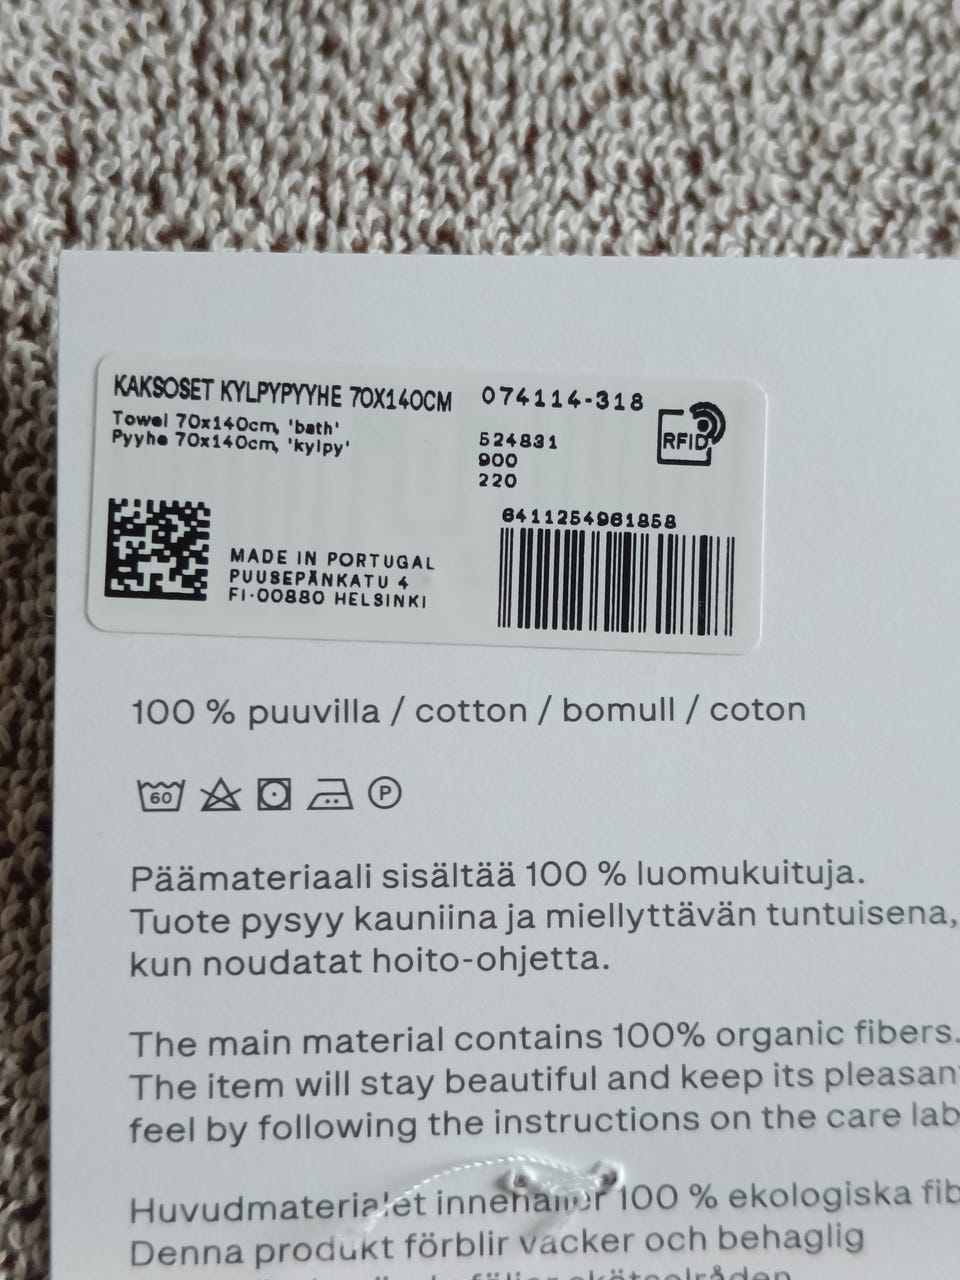 KAKSOSET KYLPYPYYHE 70X140CM
Towel 70x140cm, 'bath'
Pyyhe 70x140cm, 'kylpy'
074114-318
524831
900
220
RFID
6411254961858
MADE IN PORTUGAL
PUUSEPÄNKATU 4
FI-00880 HELSINKI
100 % puuvilla / cotton / bomull / coton
60
P
Päämateriaali sisältää 100 % luomukuituja.
Tuote pysyy kauniina ja miellyttävän tuntuisena,
kun noudatat hoito-ohjetta.
The main material contains 100% organic fibers.
The item will stay beautiful and keep its pleasan
feel by following the instructions on the care lab
Huvudmaterialet innehåller 100 % ekologiska fib
Denna produkt förblir vacker och behaglig